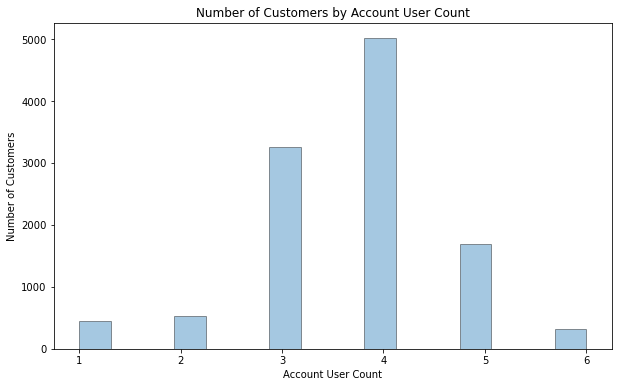 Number of Customers by Account User Count
5000
4000
3000
2000
1000
0
Number of Customers
1 2 3 4 5 6
Account User Count